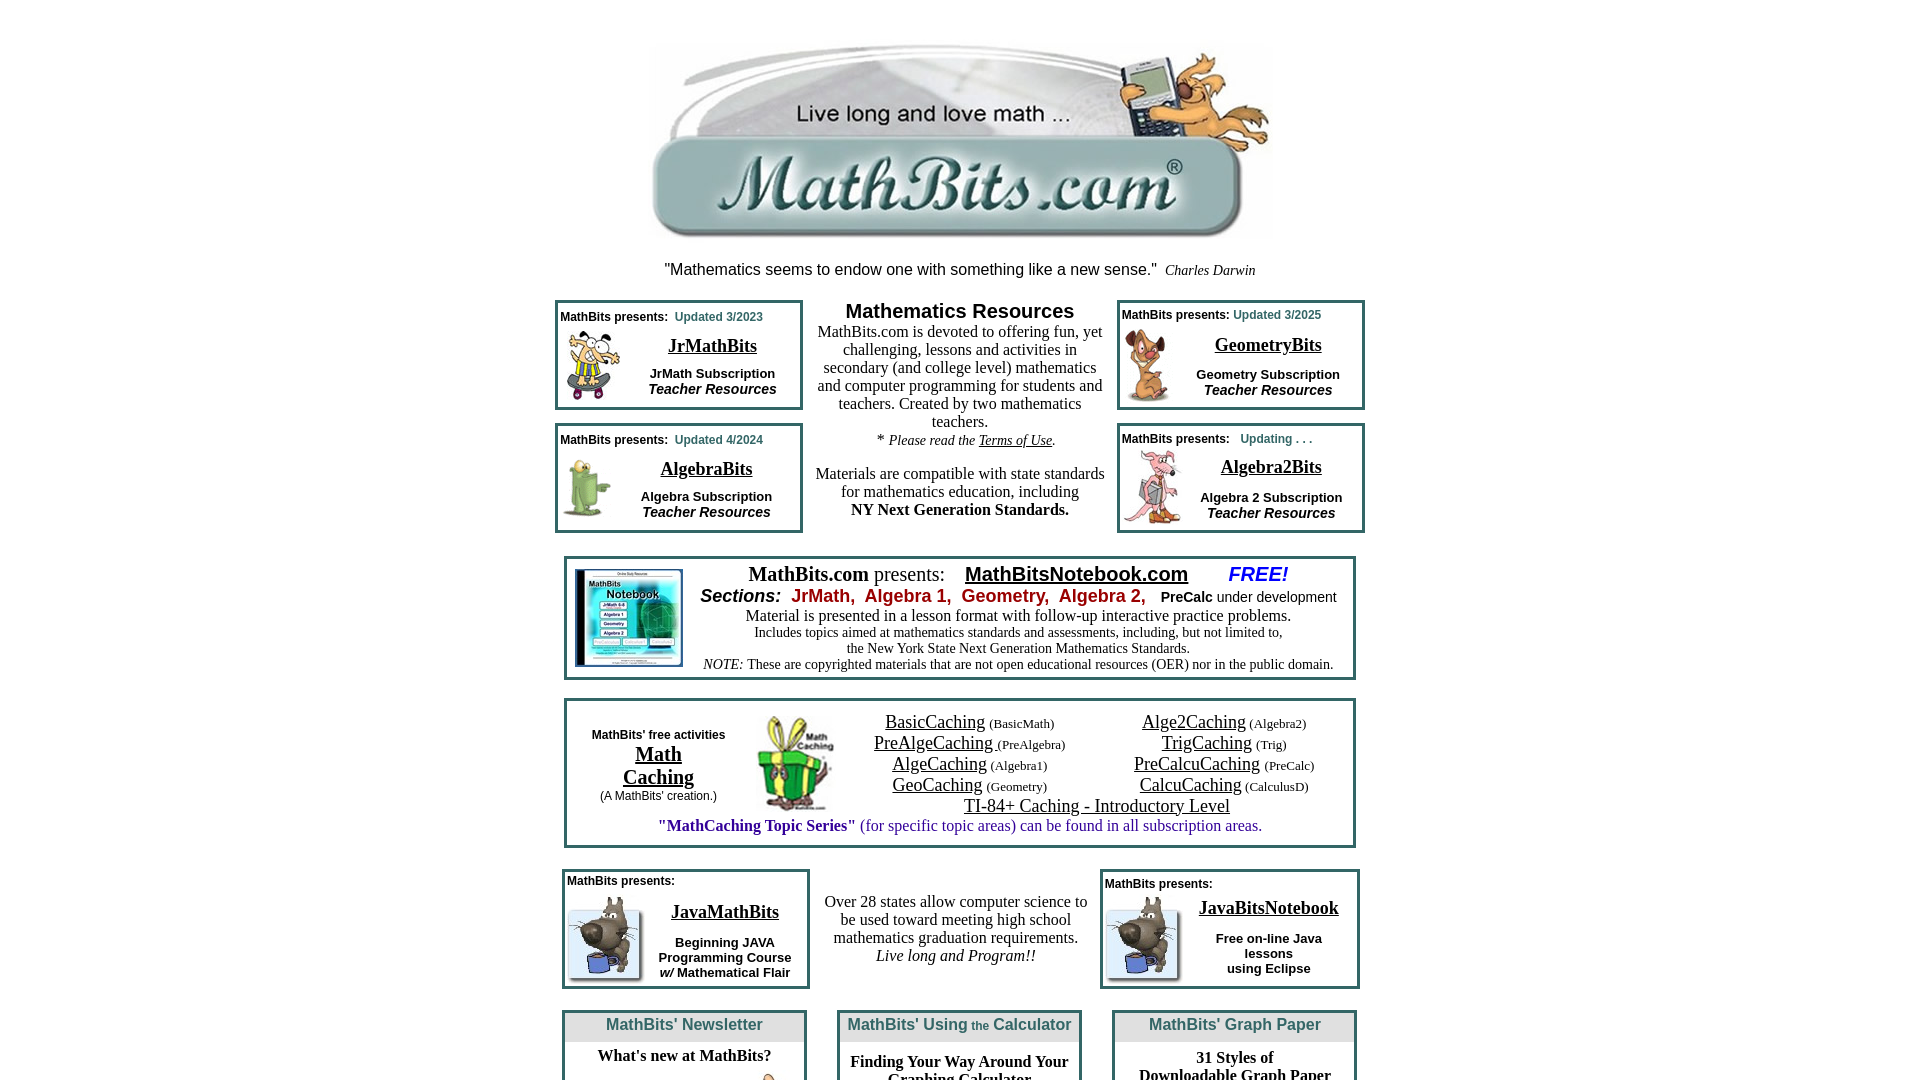 Live long and love math ...
MathBits.com®
"Mathematics seems to endow one with something like a new sense." Charles Darwin
MathBits presents: Updated 3/2023
JrMathBits
JrMath Subscription
Teacher Resources
MathBits presents: Updated 4/2024
AlgebraBits
Algebra Subscription
Teacher Resources
Mathematics Resources
MathBits.com is devoted to offering fun, yet
challenging, lessons and activities in
secondary (and college level) mathematics
and computer programming for students and
teachers. Created by two mathematics
teachers.
* Please read the Terms of Use.
Materials are compatible with state standards
for mathematics education, including
NY Next Generation Standards.
MathBits presents: Updated 3/2025
GeometryBits
Geometry Subscription
Teacher Resources
MathBits presents: Updating . . .
Algebra2Bits
Algebra 2 Subscription
Teacher Resources
MathBits
Notebook
JrMath 6-8
Algebra 1
Geometry
Algebra 2
MathBits.com presents: MathBitsNotebook.com FREE!
Sections: JrMath, Algebra 1, Geometry, Algebra 2, PreCalc under development
Material is presented in a lesson format with follow-up interactive practice problems.
Includes topics aimed at mathematics standards and assessments, including, but not limited to,
the New York State Next Generation Mathematics Standards.
NOTE: These are copyrighted materials that are not open educational resources (OER) nor in the public domain.
MathBits' free activities
Math
Caching
(A MathBits' creation.)
Math
Caching
BasicCaching (BasicMath)
PreAlgeCaching (PreAlgebra)
AlgeCaching (Algebra1)
GeoCaching (Geometry)
Alge2Caching (Algebra2)
TrigCaching (Trig)
PreCalcuCaching (PreCalc)
CalcuCaching (CalculusD)
TI-84+ Caching - Introductory Level
"MathCaching Topic Series" (for specific topic areas) can be found in all subscription areas.
MathBits presents:
JavaMathBits
Beginning JAVA
Programming Course
w/ Mathematical Flair
Over 28 states allow computer science to
be used toward meeting high school
mathematics graduation requirements.
Live long and Program!!
MathBits presents:
JavaBitsNotebook
Free on-line Java
lessons
using Eclipse
MathBits' Newsletter
What's new at MathBits?
MathBits' Using the Calculator
Finding Your Way Around Your
Graphing Calculator
MathBits' Graph Paper
31 Styles of
Downloadable Graph Paper